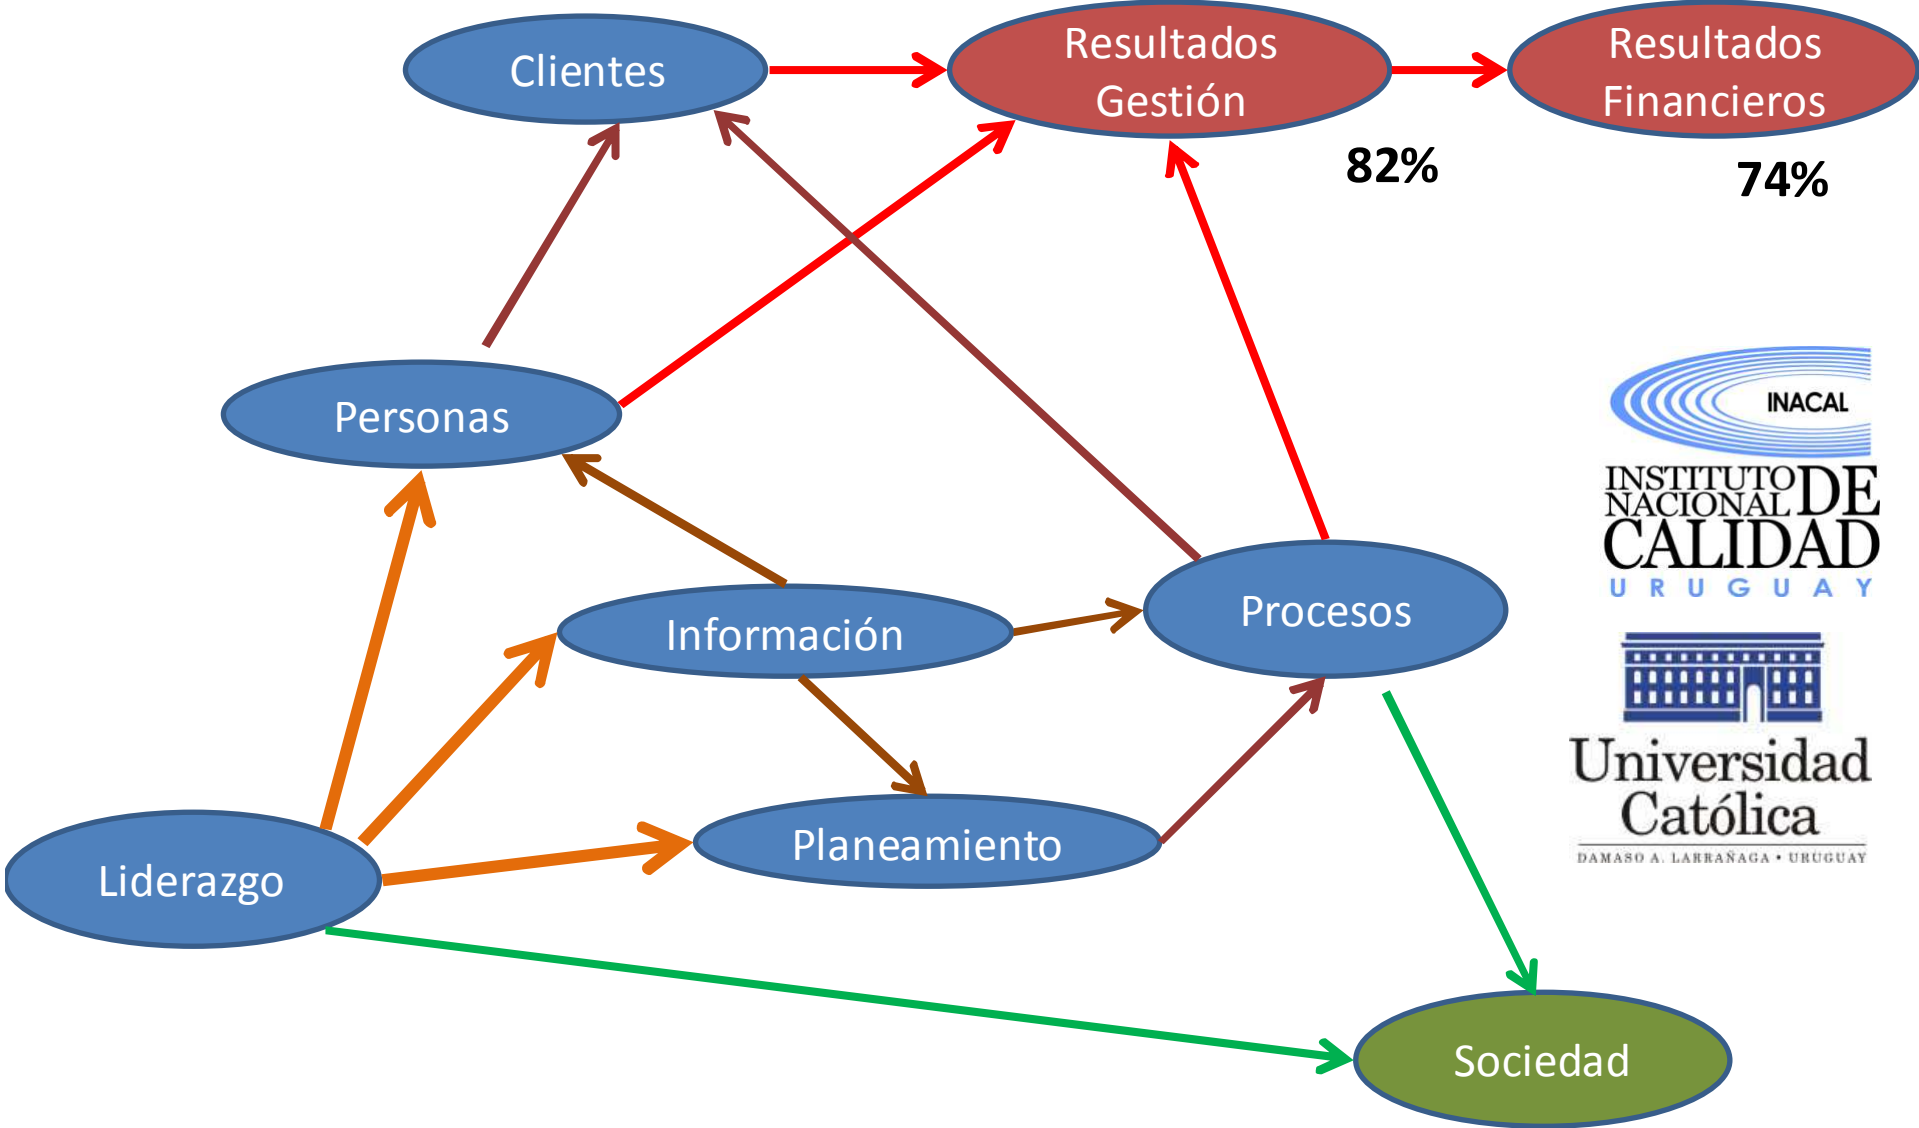 Clientes
Resultados
Gestión
Resultados
Financieros
82%
74%
Personas
INACAL
INSTITUTO
NACIONAL DE
CALIDAD
URUGUAY
Información
Procesos
Universidad
Católica
DAMASO A. LARRAÑAGA • URUGUAY
Planeamiento
Liderazgo
Sociedad